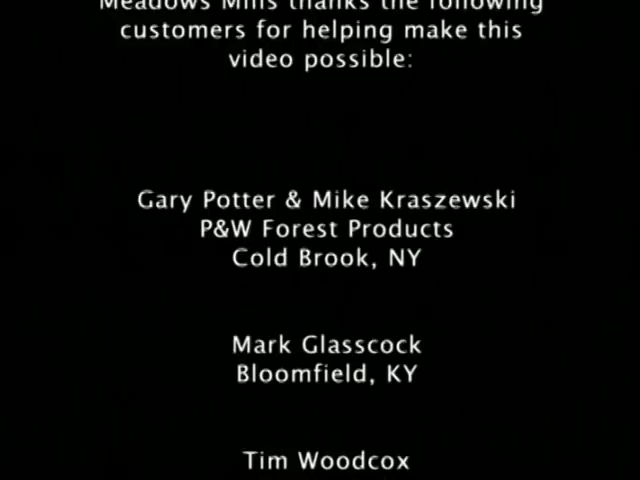 Meadows Mills thanks the following
customers for helping make this
video possible:
Gary Potter & Mike Kraszewski
P&W Forest Products
Cold Brook, NY
Mark Glasscock
Bloomfield, KY
Tim Woodcox